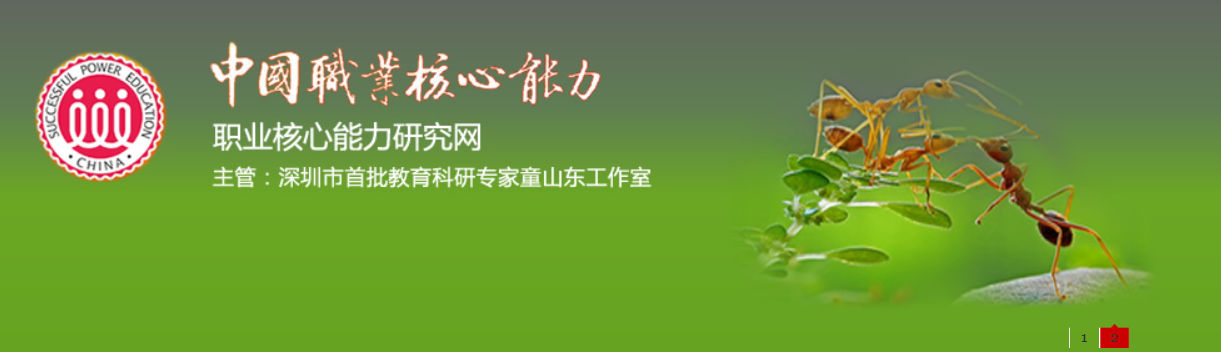 SUCCESSFUL POWER EDUCATION
·CHINA·
中國職業核心能力
职业核心能力研究网
主管：深圳市首批教育科研专家童山东工作室
1
2